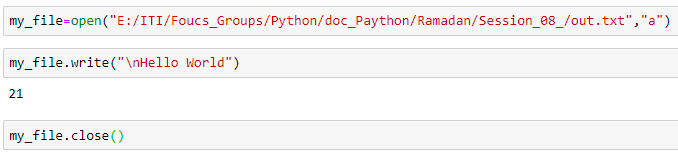 my_file=open("E:/ITI/Foucs_Groups/Python/doc_Paython/Ramadan/Session_08_/out.txt","a")
my_file.write("\nHello World")
21
my_file.close()